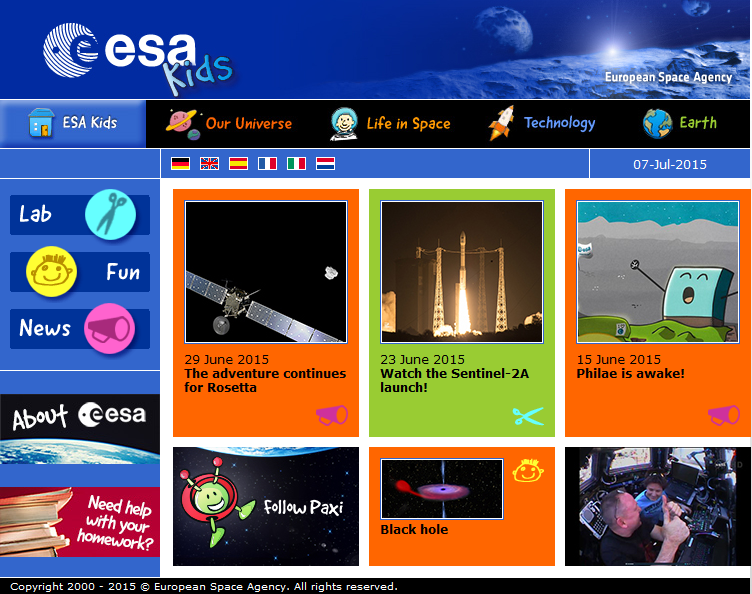 esa
Kids
European Space Agency
ESA Kids
Our Universe
Life in Space
Technology
Earth
07-Jul-2015
Lab
Fun
News
About esa
Need help
with your
homework?
29 June 2015
The adventure continues
for Rosetta
23 June 2015
Watch the Sentinel-2A
launch!
15 June 2015
Philae is awake!
Follow Paxi
Black hole
Copyright 2000 - 2015 © European Space Agency. All rights reserved.